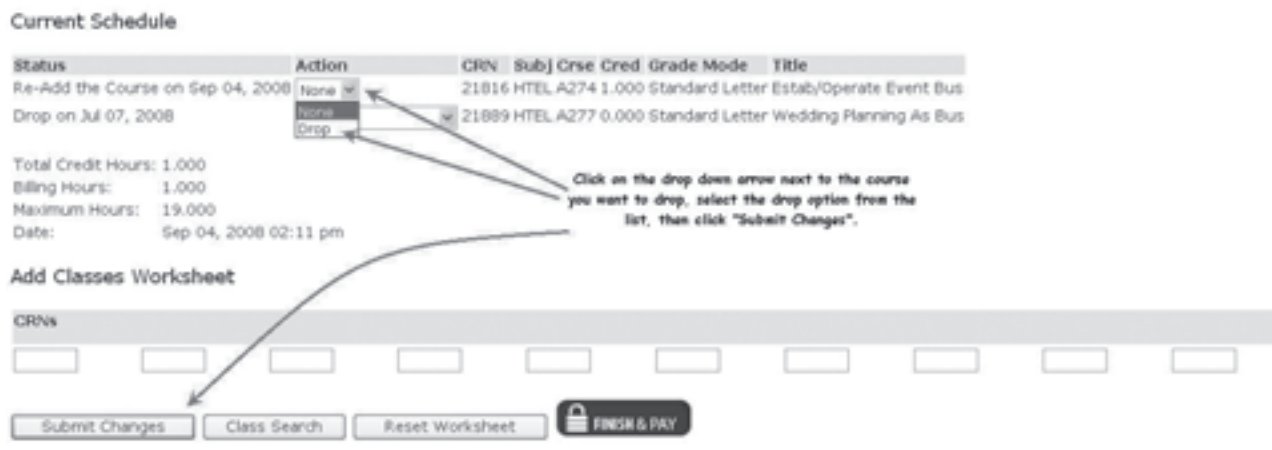 Current Schedule
Status Action CRN Subj Crse Cred Grade Mode Title
Re-Add the Course on Sep 04, 2008 None 21816 HTEL A274 1.000 Standard Letter Estab/Operate Event Bus
Drop on Jul 07, 2008 None 21889 HTEL A277 0.000 Standard Letter Wedding Planning As Bus
Drop
Total Credit Hours: 1.000
Billing Hours: 1.000
Maximum Hours: 19.000
Date: Sep 04, 2008 02:11 pm
Click on the drop down arrow next to the course
you want to drop, select the drop option from the
list, then click "Submit Changes".
Add Classes Worksheet
CRNs
Submit Changes Class Search Reset Worksheet FINISH & PAY